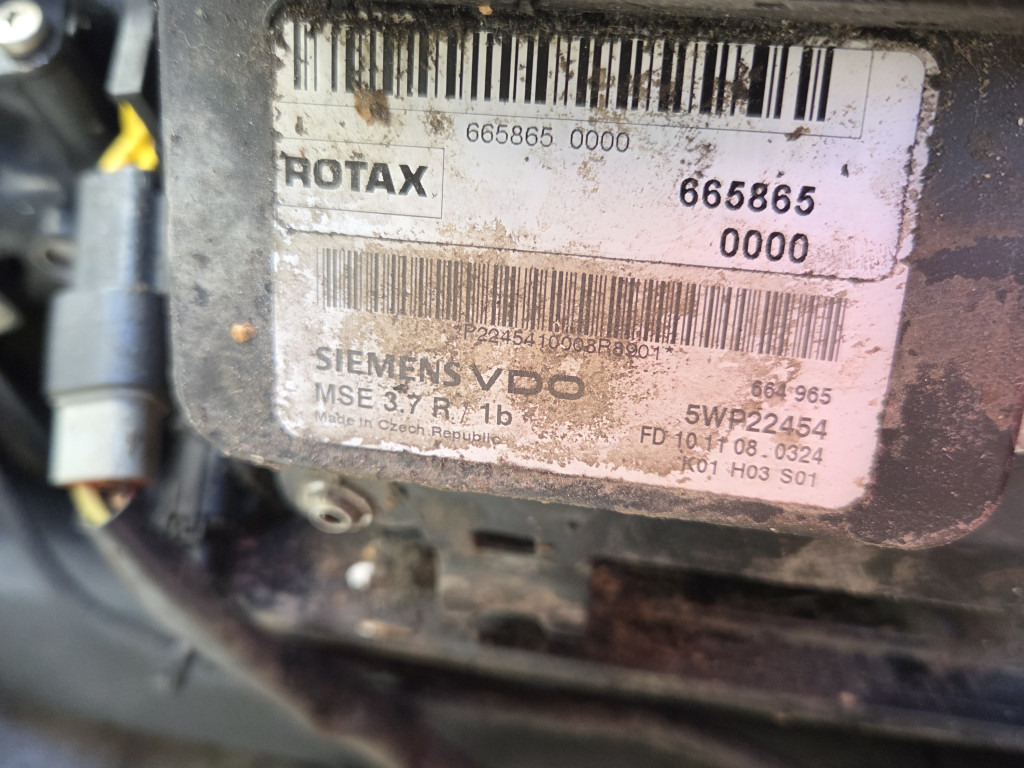 665865 0000
ROTAX
665865
0000
SIEMENS VDO
MSE 3.7 R / 1b
Made in Czech Republic
664 965
5WP22454
FD 10.11 08 . 0324
K01 H03 S01